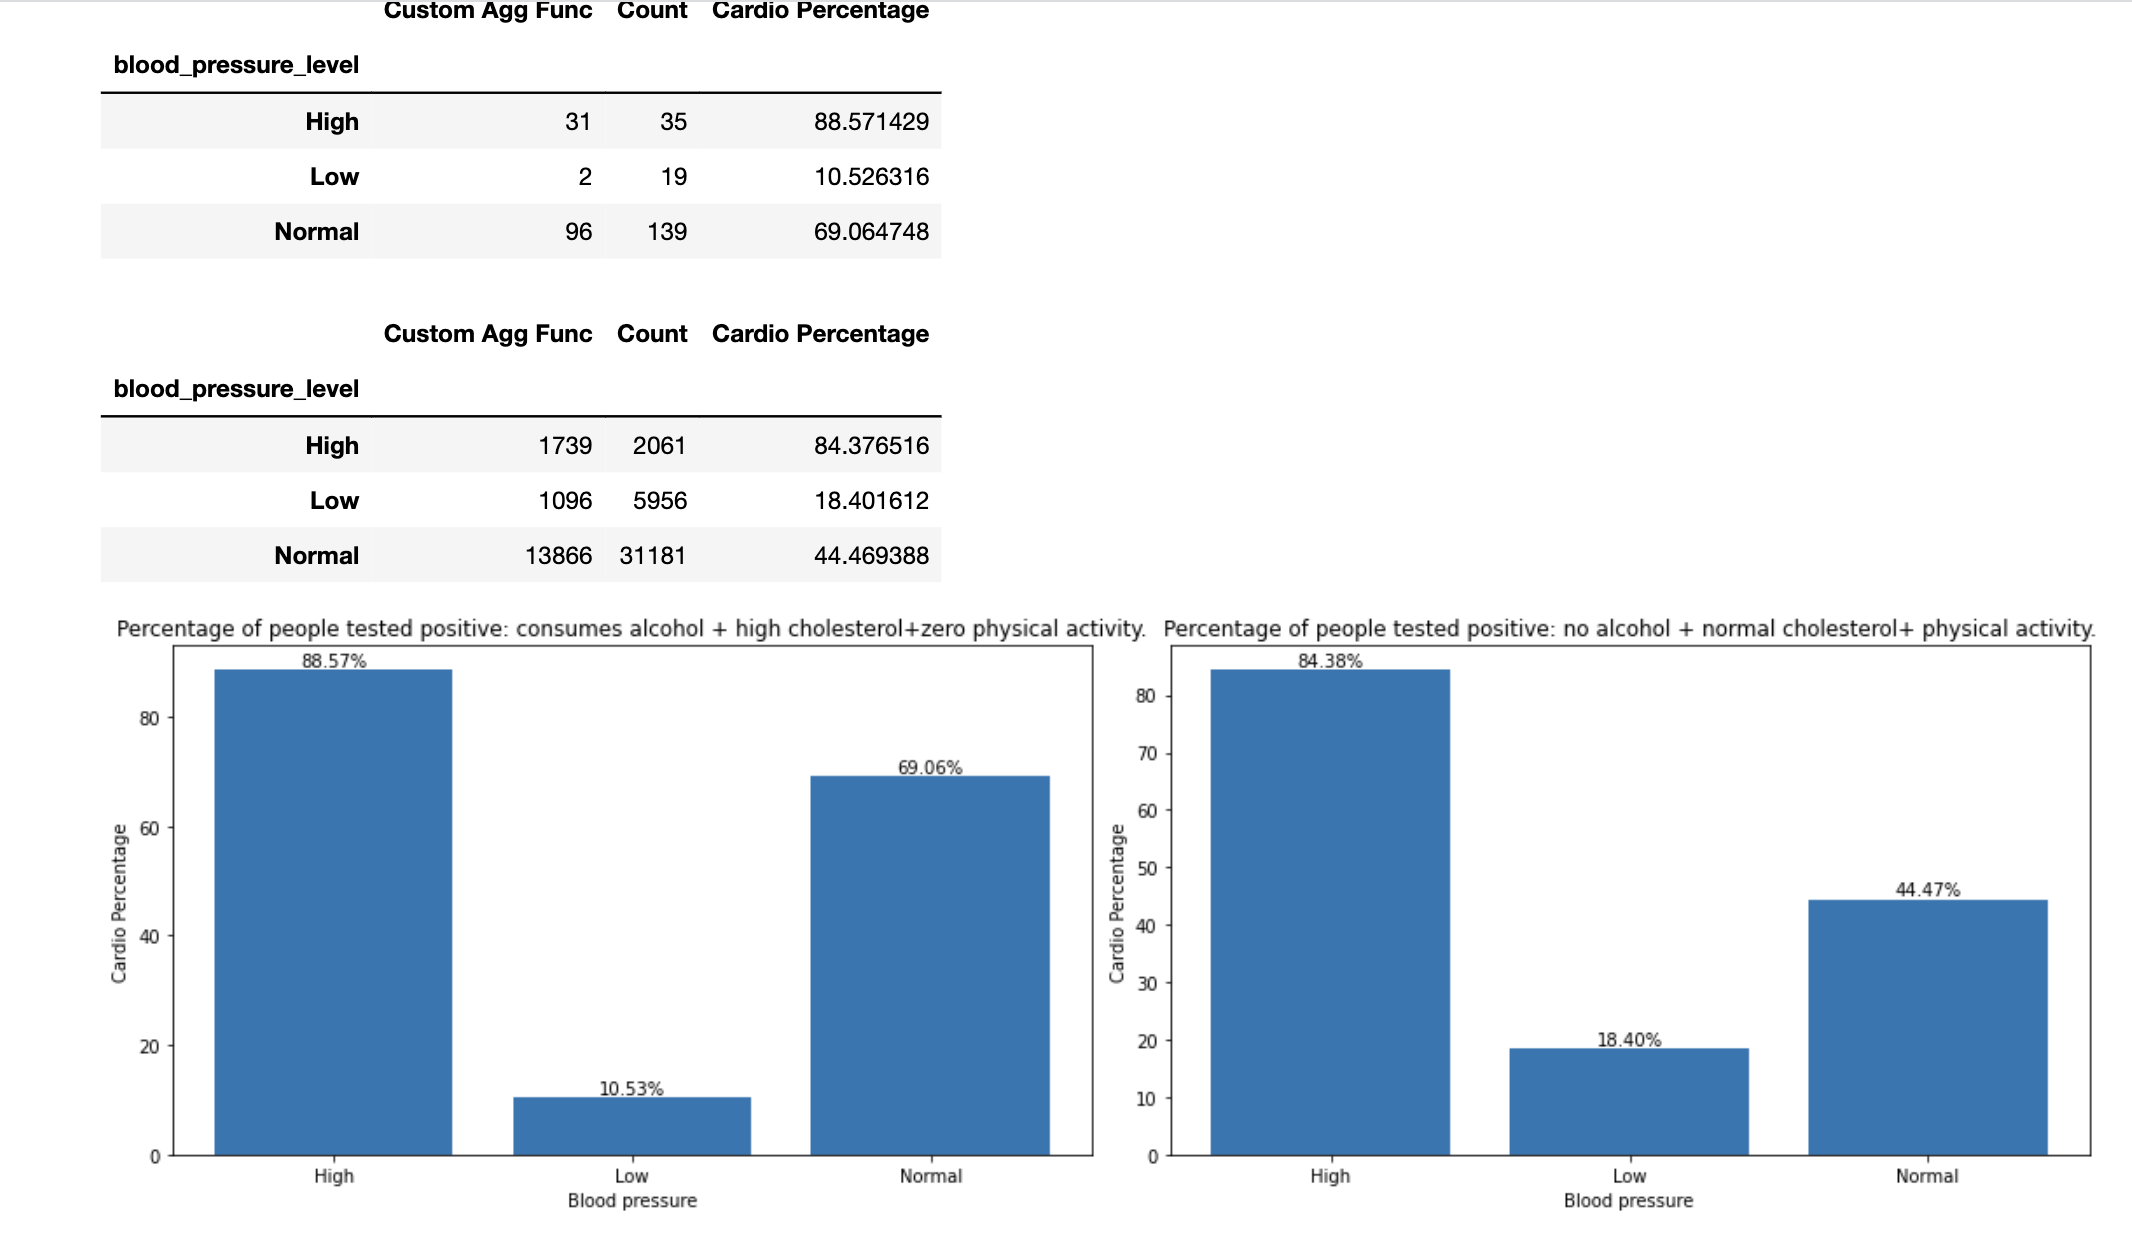 Custom Agg Func Count Cardio Percentage
blood_pressure_level
High 31 35 88.571429
Low 2 19 10.526316
Normal 96 139 69.064748
Custom Agg Func Count Cardio Percentage
blood_pressure_level
High 1739 2061 84.376516
Low 1096 5956 18.401612
Normal 13866 31181 44.469388
Percentage of people tested positive: consumes alcohol + high cholesterol+zero physical activity.
88.57%
10.53%
69.06%
80
60
40
20
0
Cardio Percentage
High Low Normal
Blood pressure
Percentage of people tested positive: no alcohol + normal cholesterol+ physical activity.
84.38%
18.40%
44.47%
80
70
60
50
40
30
20
10
0
Cardio Percentage
High Low Normal
Blood pressure